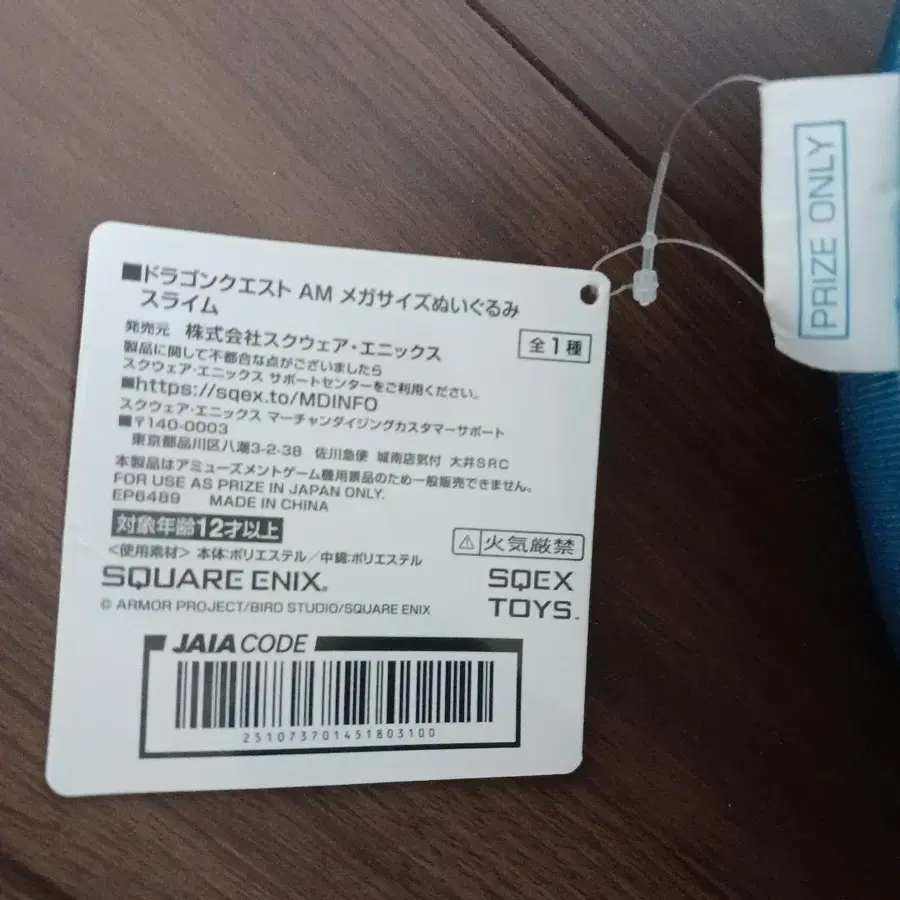 ■ドラゴンクエスト AM メガサイズぬいぐるみ
スライム
発売元 株式会社スクウェア・エニックス
全1種
製品に関して不都合な点がございましたら
スクウェア・エニックス サポートセンターをご利用ください。
■https://sqex.to/MDINFO
スクウェア・エニックス マーチャンダイジングカスタマーサポート
■〒140-0003
東京都品川区八潮3-2-38 佐川急便 城南店気付 大井SRC
本製品はアミューズメントゲーム機用景品のため一般販売できません。
FOR USE AS PRIZE IN JAPAN ONLY.
EP6489 MADE IN CHINA
対象年齢12才以上
⚠火気厳禁
<使用素材> 本体:ポリエステル/中綿:ポリエステル
SQUARE ENIX.
SQEX
TOYS.
© ARMOR PROJECT/BIRD STUDIO/SQUARE ENIX
JAIA CODE
251073701451803100
PRIZE ONLY